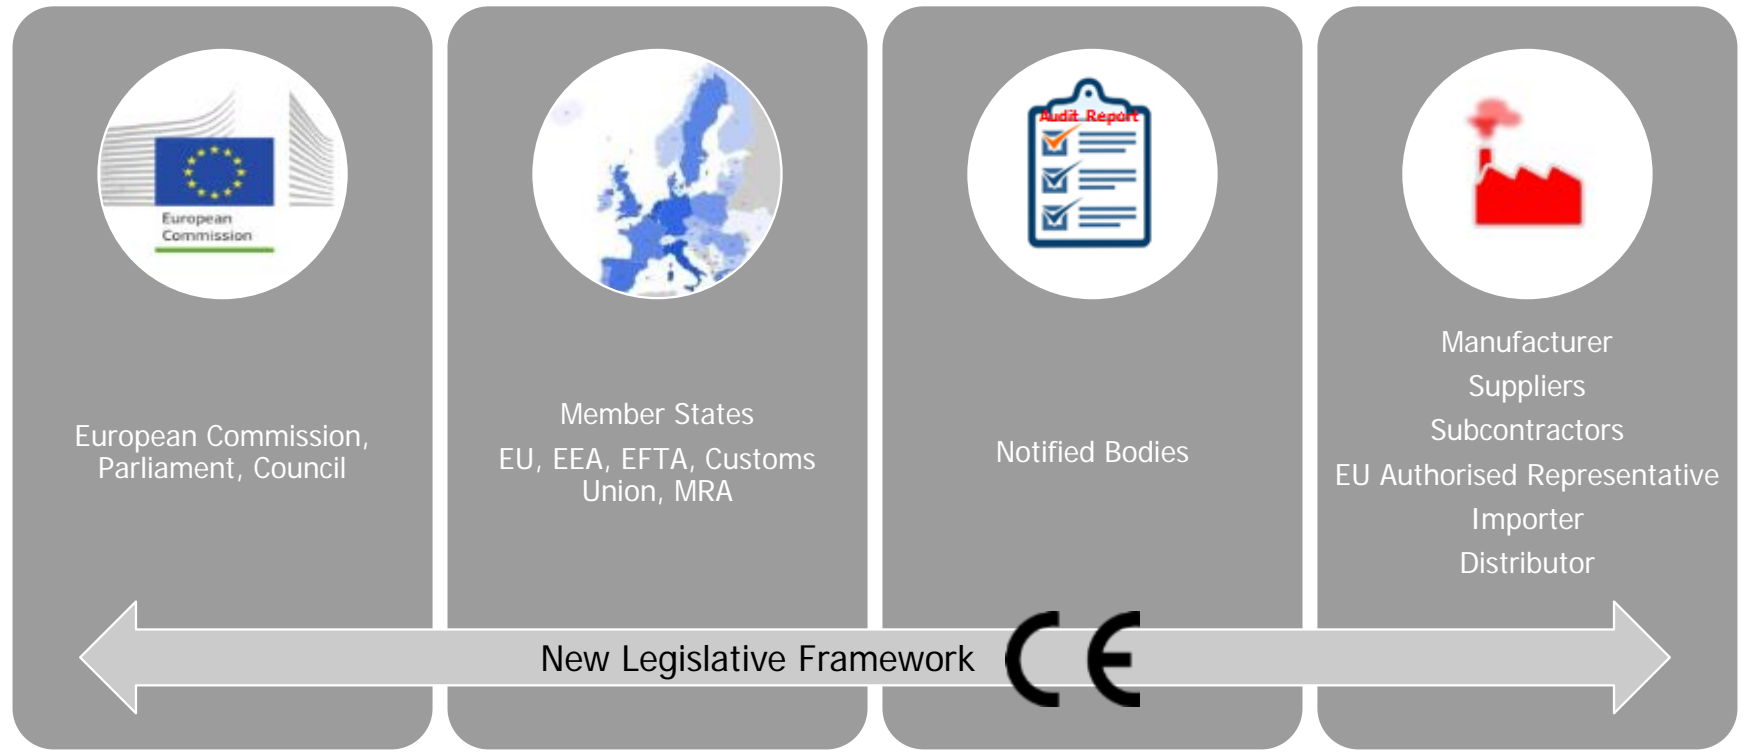 European
Commission
European Commission,
Parliament, Council
Member States
EU, EEA, EFTA, Customs
Union, MRA
Audit Report
Notified Bodies
Manufacturer
Suppliers
Subcontractors
EU Authorised Representative
Importer
Distributor
New Legislative Framework CE